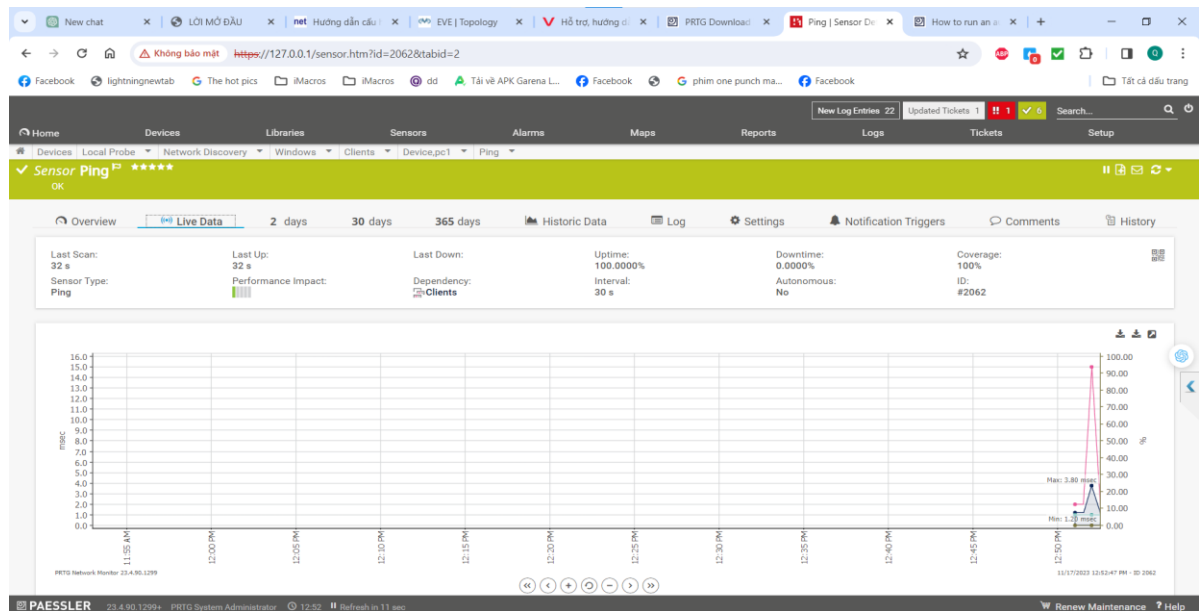 New chat LỜI MỞ ĐẦU net Hướng dẫn cấu EVE | Topology Hỗ trợ, hướng d PRTG Download Ping | Sensor De How to run an a
Không bảo mật https://127.0.0.1/sensor.htm?id=2062&tabid=2 Q
Facebook lightningnewtab The hot pics iMacros iMacros dd Tải về APK Garena L... Facebook phim one punch ma... Facebook Tất cả dấu trang
New Log Entries 22 Updated Tickets 1 !! 1 6 Search...
Home Devices Libraries Sensors Alarms Maps Reports Logs Tickets Setup
Devices Local Probe Network Discovery Windows Clients Device,pc1 Ping
Sensor Ping
OK
Overview Live Data 2 days 30 days 365 days Historic Data Log Settings Notification Triggers Comments History
Last Scan: Last Up: Last Down: Uptime: Downtime: Coverage:
32 s 32 s 100.0000% 0.0000% 100%
Sensor Type: Performance Impact: Dependency: Interval: Autonomous: ID:
Ping Clients 30 s No #2062
16.0 100.00
15.0
14.0 90.00
13.0 80.00
12.0
11.0 70.00
10.0 60.00
9.0
msec 8.0 50.00 %
7.0
6.0 40.00
5.0 30.00
4.0 Max: 3.80 msec
3.0 20.00
2.0 10.00
1.0 Min: 1.20 msec
0.0 0.00
11:55 AM 12:00 PM 12:05 PM 12:10 PM 12:15 PM 12:20 PM 12:25 PM 12:30 PM 12:35 PM 12:40 PM 12:45 PM 12:50 PM
PRTG Network Monitor 23.4.90.1299 11/17/2023 12:52:47 PM - ID 2062
PAESSLER 23.4.90.1299+ PRTG System Administrator 12:52 Refresh in 11 sec Renew Maintenance ? Help